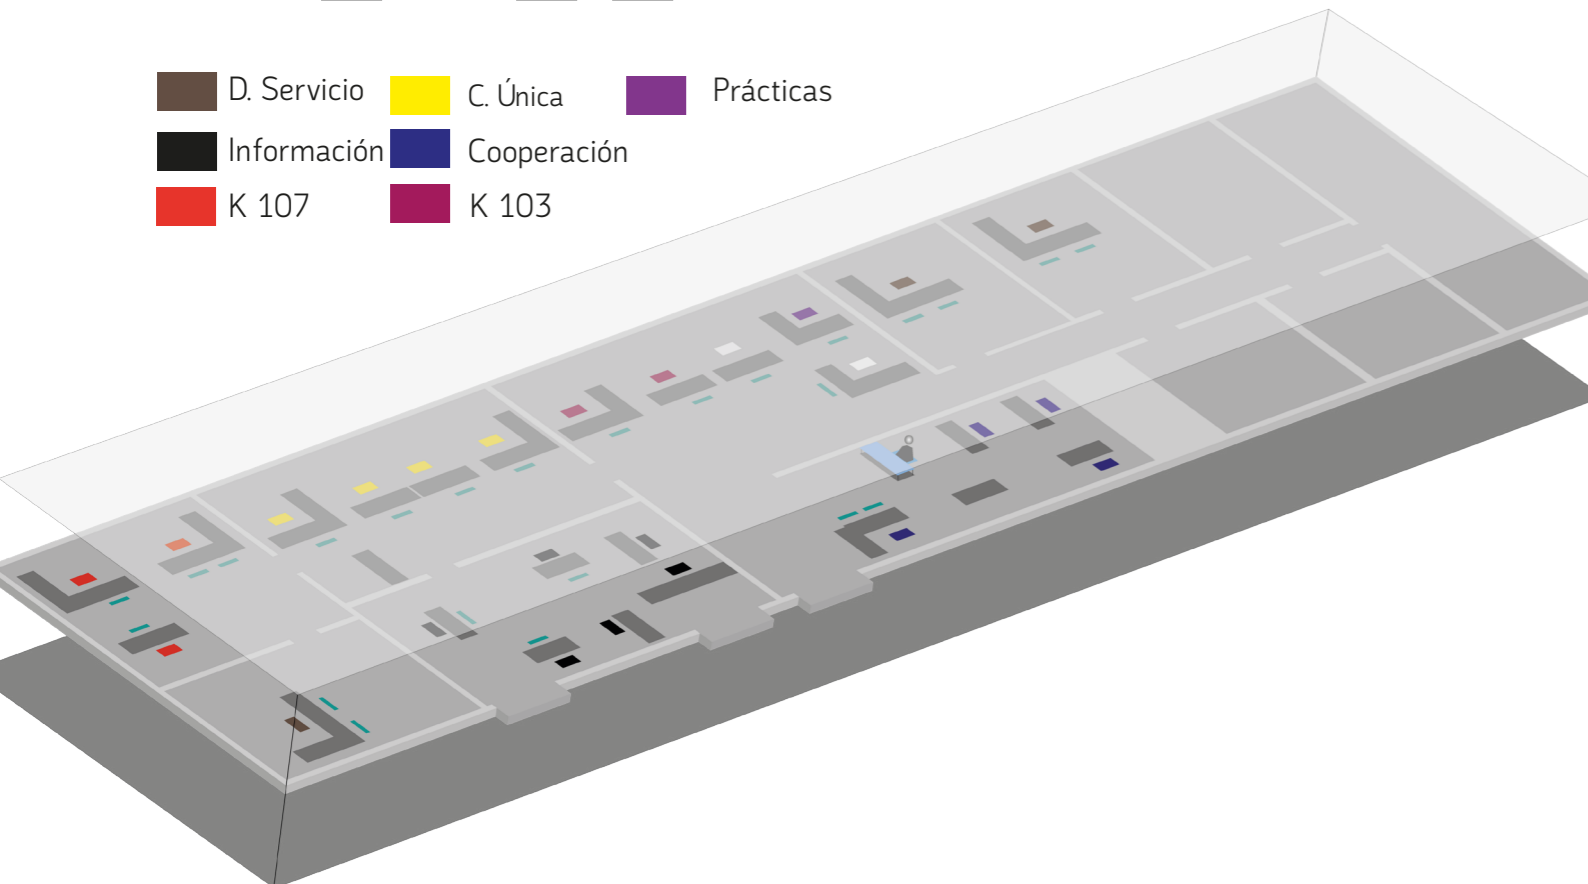 D. Servicio
C. Única
Prácticas
Información
Cooperación
K 107
K 103